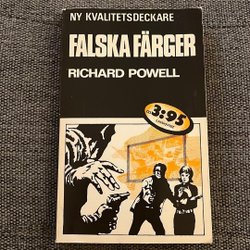 NY KVALITETSDECKARE
FALSKA FÄRGER
RICHARD POWELL
3:95